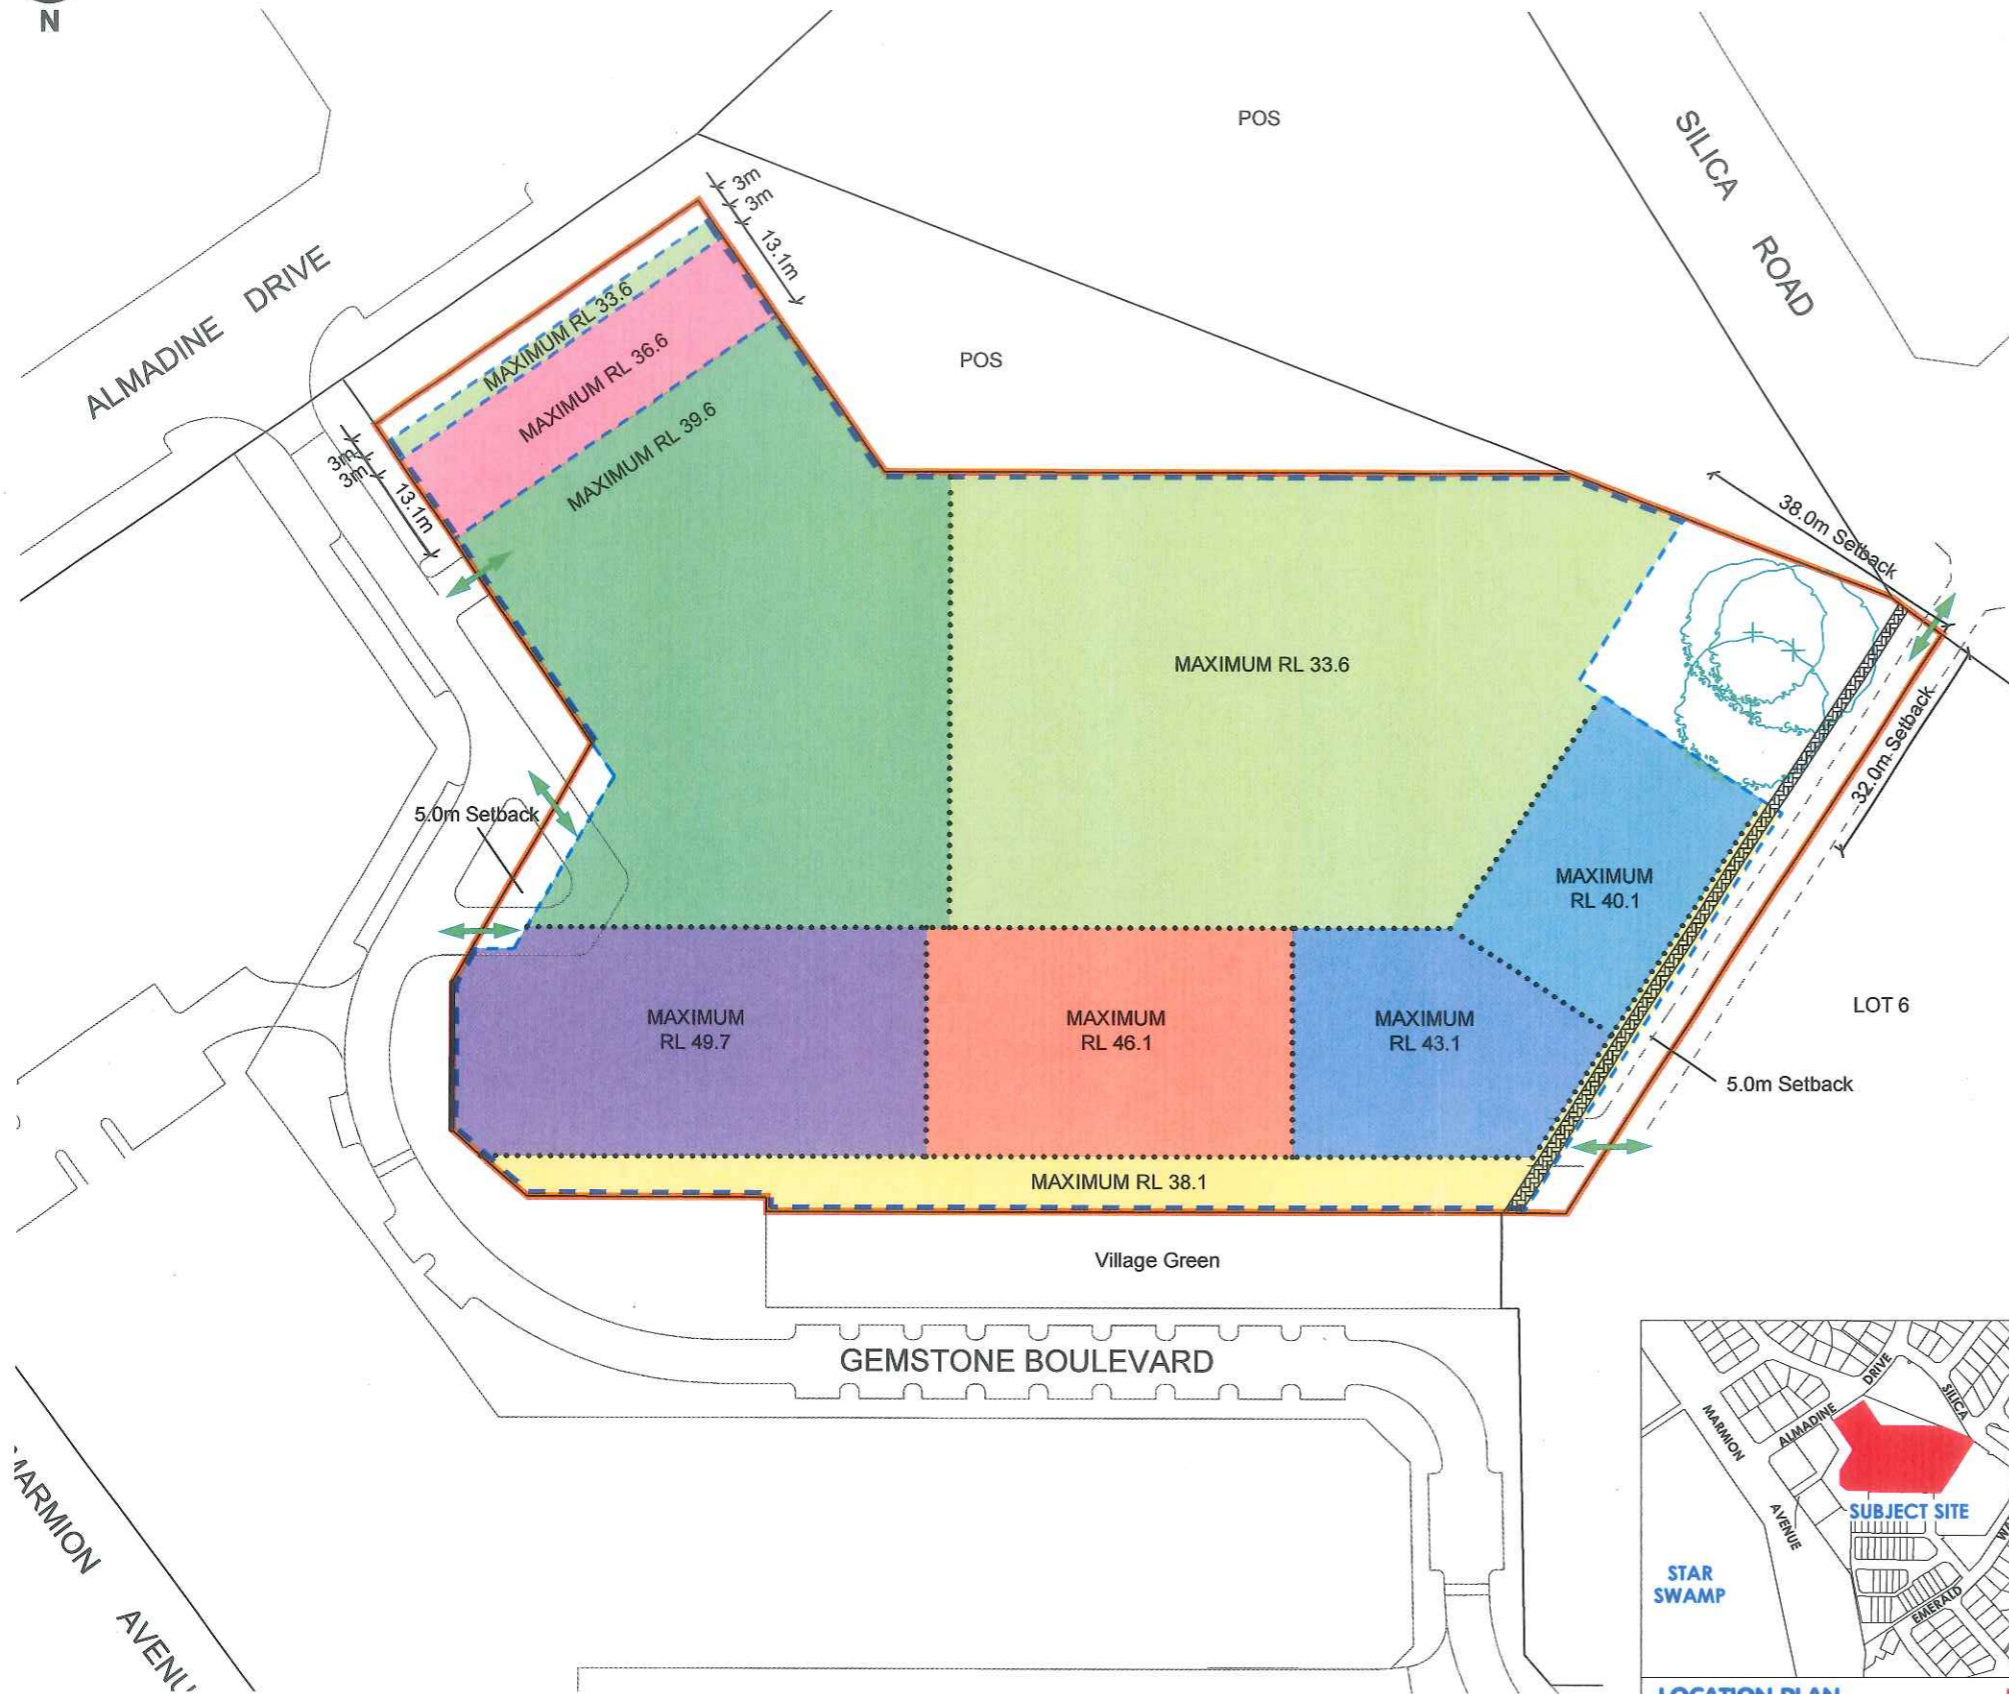 N
POS
SILICA ROAD
3m
3m
13.1m
ALMADINE DRIVE
MAXIMUM RL 33.6
MAXIMUM RL 36.6
POS
MAXIMUM RL 39.6
3m
3m
13.1m
38.0m Setback
MAXIMUM RL 33.6
32.0m Setback
5.0m Setback
MAXIMUM
RL 40.1
MAXIMUM
RL 49.7
MAXIMUM
RL 46.1
MAXIMUM
RL 43.1
LOT 6
5.0m Setback
MAXIMUM RL 38.1
Village Green
GEMSTONE BOULEVARD
MARMION
AVENU
DRIVE
SILICA
ALMADINE
MARMION
AVENUE
SUBJECT SITE
STAR
SWAMP
EMERALD
LOCATION PLAN